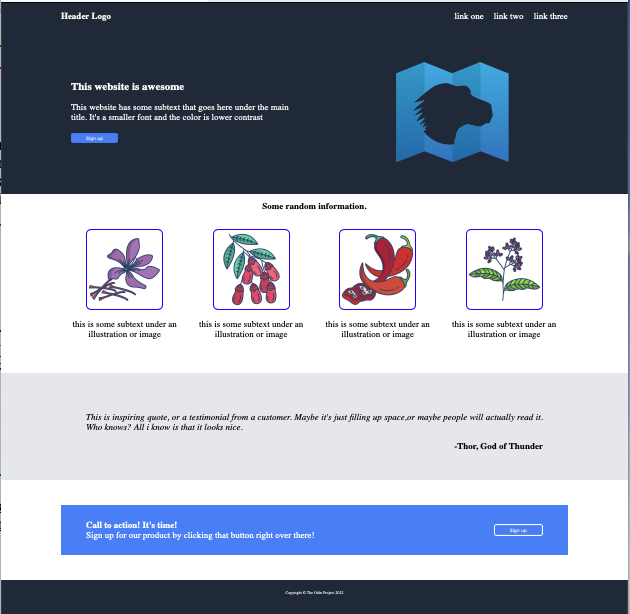 Header Logo
link one link two link three
This website is awesome
This website has some subtext that goes here under the main
title. It's a smaller font and the color is lower contrast
Sign up
Some random information.
this is some subtext under an
illustration or image
this is some subtext under an
illustration or image
this is some subtext under an
illustration or image
this is some subtext under an
illustration or image
This is inspiring quote, or a testimonial from a customer. Maybe it's just filling up space,or maybe people will actually read it.
Who knows? All i know is that it looks nice.
-Thor, God of Thunder
Call to action! It's time!
Sign up for our product by clicking that button right over there!
Sign up
Copyright © The Odin Project 2022